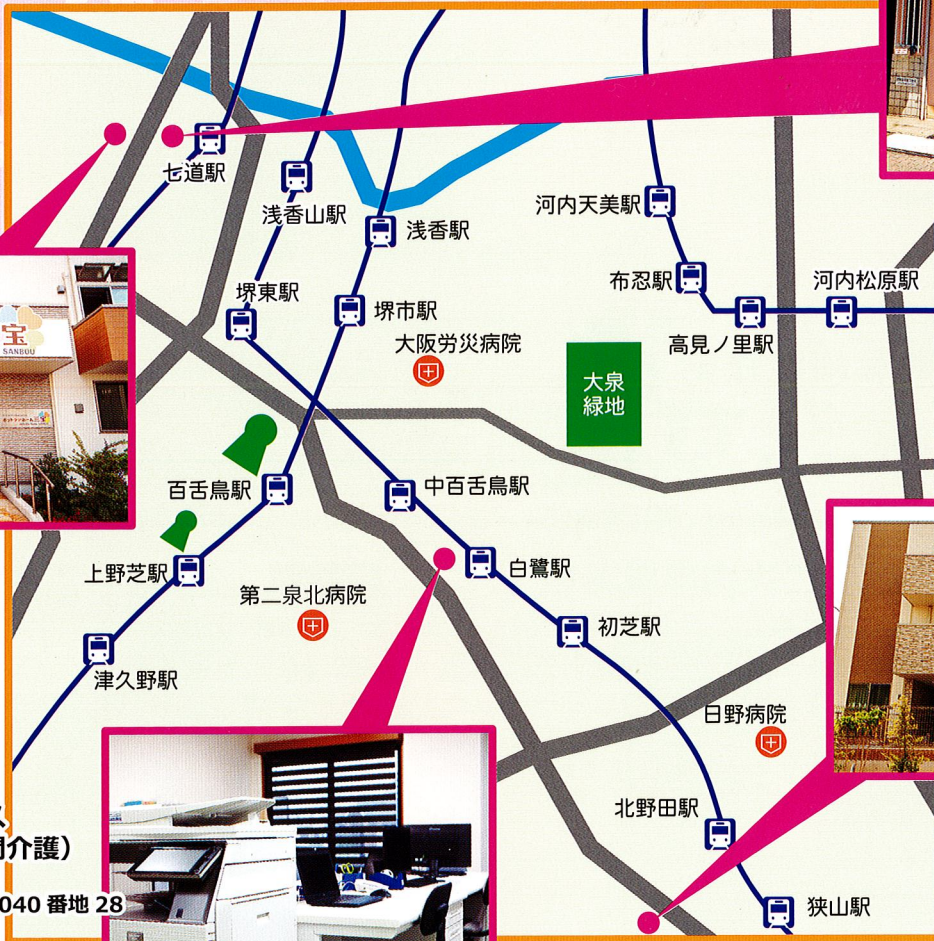 七道駅
浅香山駅
浅香駅
河内天美駅
布忍駅
河内松原駅
堺東駅
堺市駅
高見ノ里駅
大阪労災病院
大泉
緑地
宝
SANBOU
百舌鳥駅
中百舌鳥駅
上野芝駅
白鷺駅
第二泉北病院
初芝駅
津久野駅
日野病院
北野田駅
狭山駅
問介護）
040 番地 28